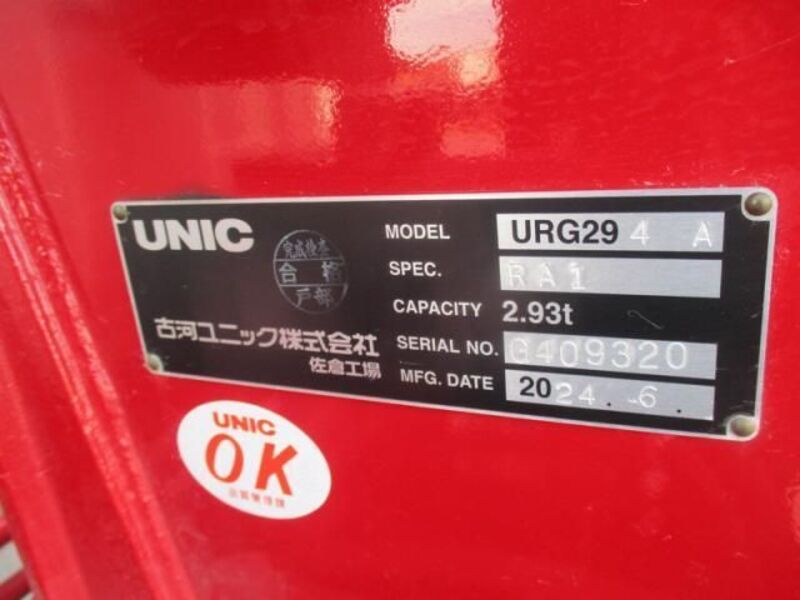 UNIC
完成検査
合格
戸部
古河ユニック株式会社
佐倉工場
MODEL URG29 4 A
SPEC. RA1
CAPACITY 2.93t
SERIAL NO. G409320
MFG. DATE 2024.6.
UNIC
OK